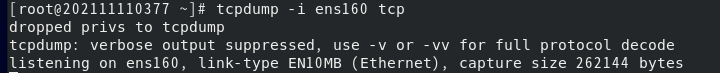 [root@202111110377 ~]# tcpdump -i ens160 tcp
dropped privs to tcpdump
tcpdump: verbose output suppressed, use -v or -vv for full protocol decode
listening on ens160, link-type EN10MB (Ethernet), capture size 262144 bytes